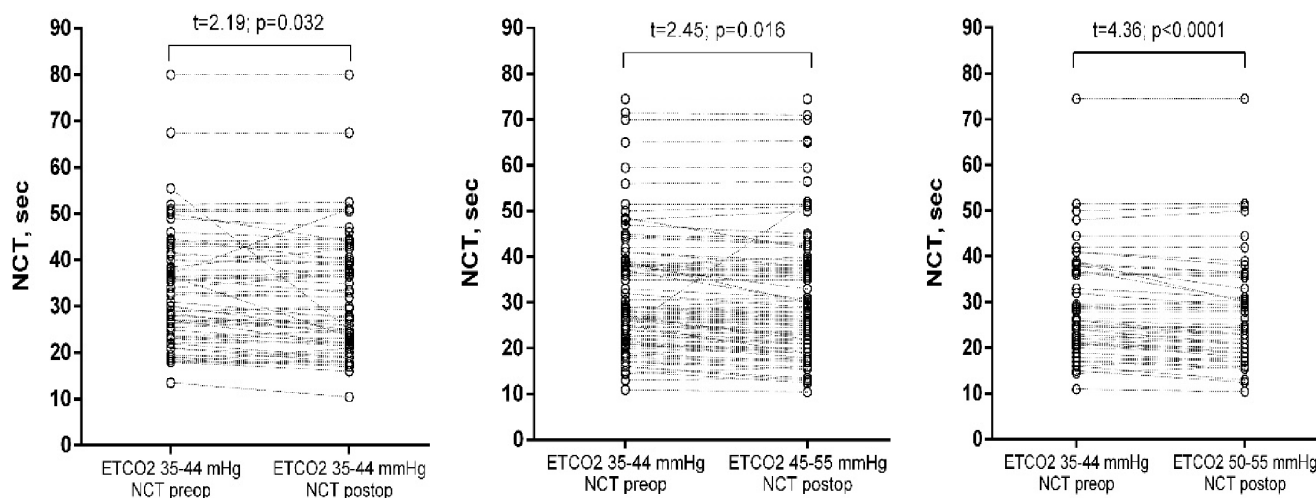 t=2.19; p=0.032
90
80
70
60
50
40
30
20
10
0
NCT, sec
ETCO2 35-44 mHg
NCT preop
ETCO2 35-44 mmHg
NCT postop
t=2.45; p=0.016
90
80
70
60
50
40
30
20
10
0
NCT, sec
ETCO2 35-44 mmHg
NCT preop
ETCO2 45-55 mmHg
NCT postop
t=4.36; p<0.0001
90
80
70
60
50
40
30
20
10
0
NCT, sec
ETCO2 35-44 mmHg
NCT preop
ETCO2 50-55 mmHg
NCT postop